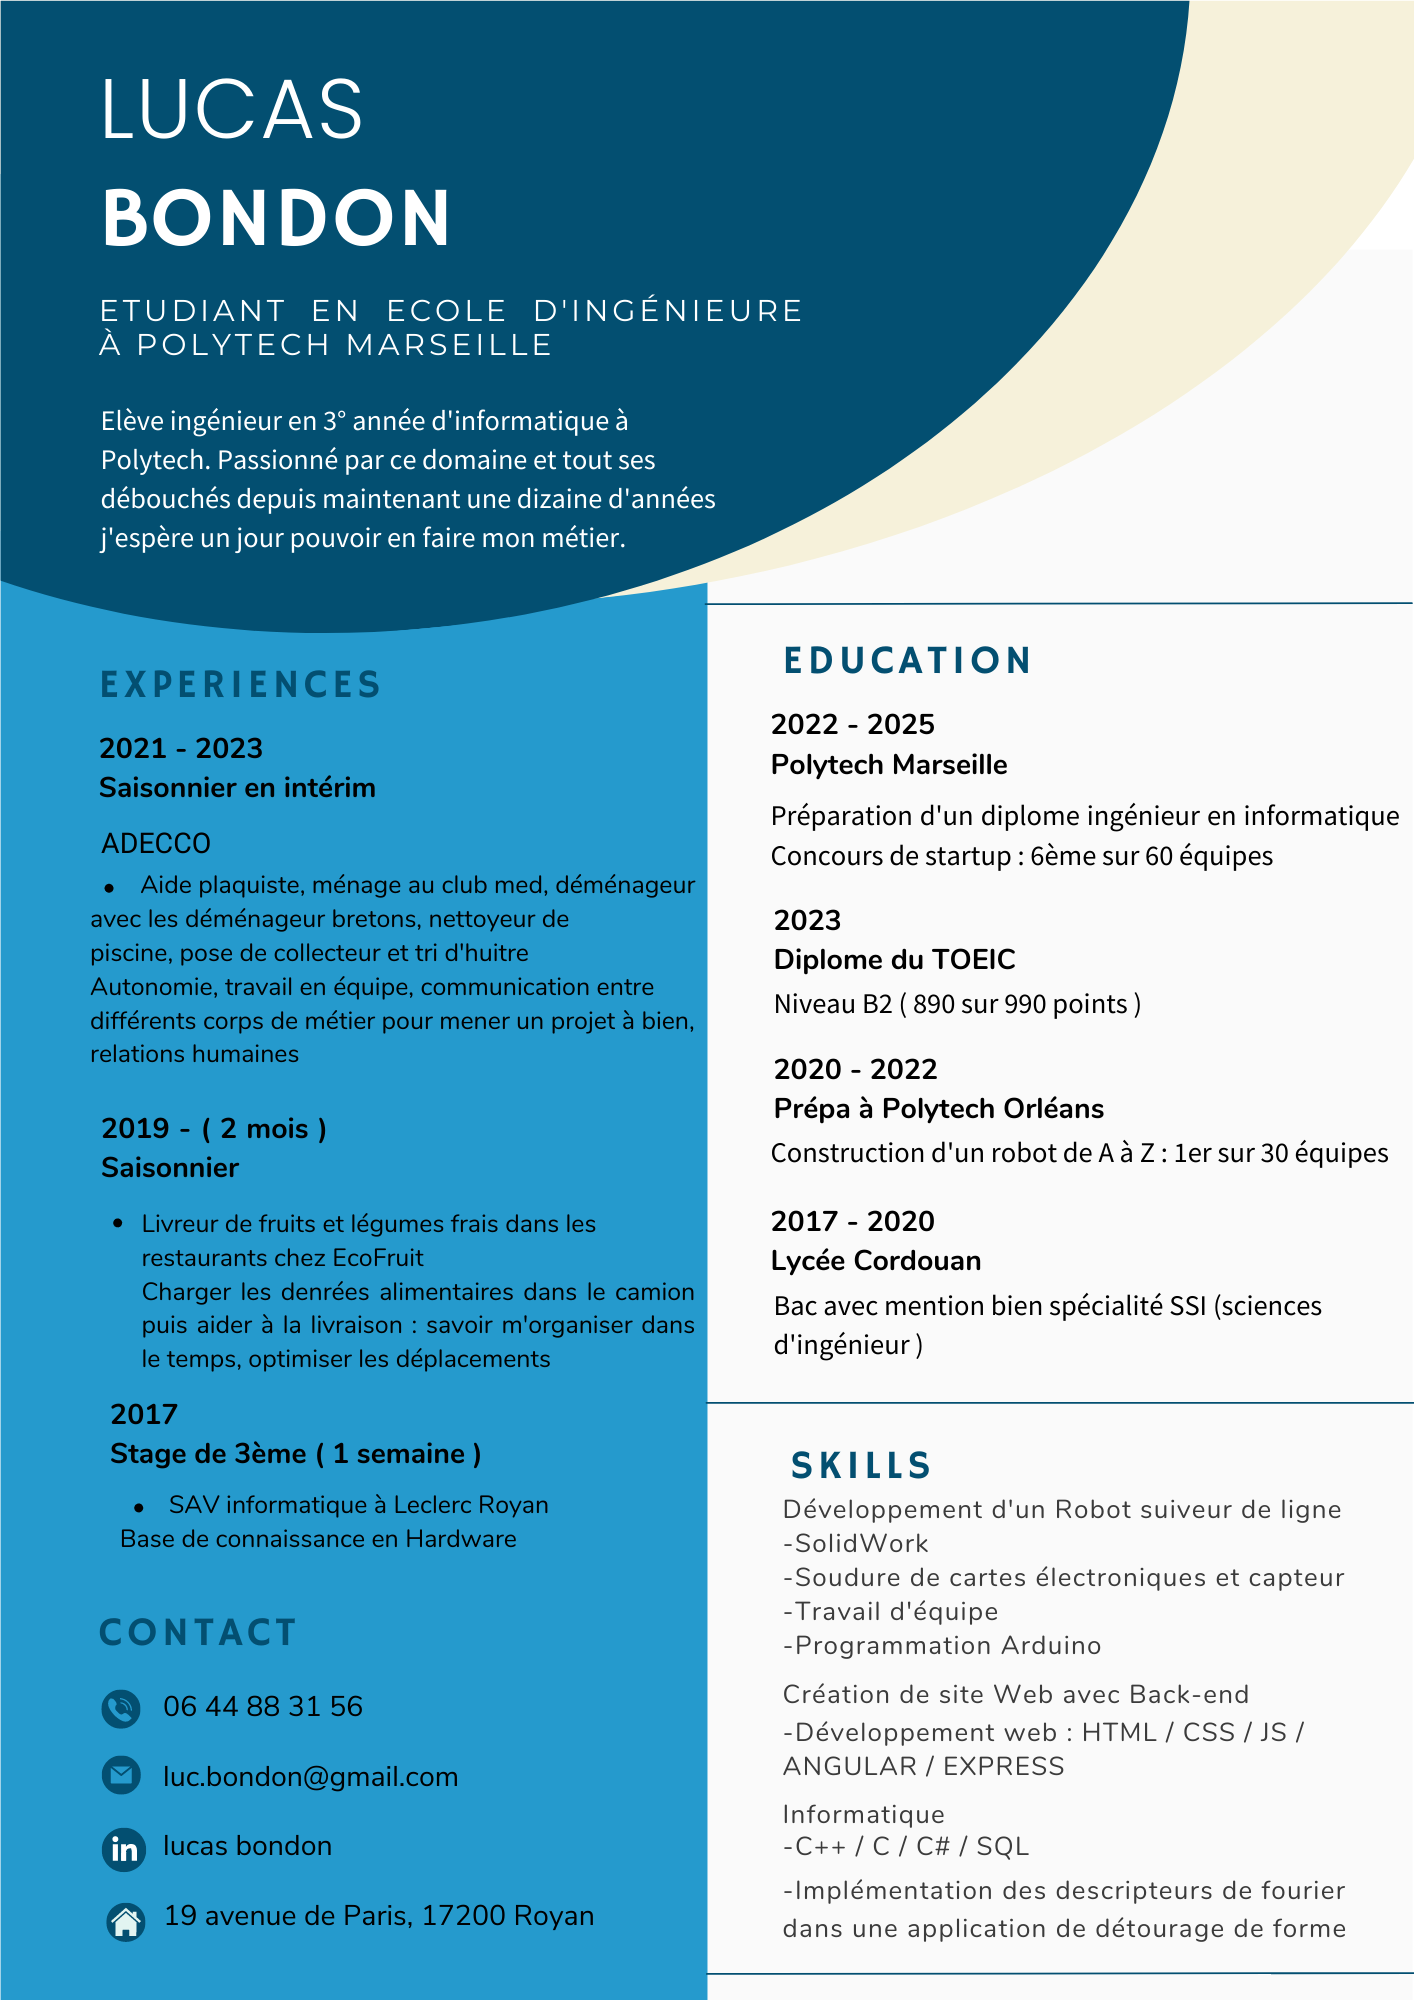 LUCAS
BONDON
ETUDIANT EN ECOLE D'INGÉNIEURE
À POLYTECH MARSEILLE
Elève ingénieur en 3° année d'informatique à
Polytech. Passionné par ce domaine et tout ses
débouchés depuis maintenant une dizaine d'années
j'espère un jour pouvoir en faire mon métier.
EXPERIENCES
2021 - 2023
Saisonnier en intérim
ADECCO
• Aide plaquiste, ménage au club med, déménageur
avec les déménageur bretons, nettoyeur de
piscine, pose de collecteur et tri d'huitre
Autonomie, travail en équipe, communication entre
différents corps de métier pour mener un projet à bien,
relations humaines
2019 - ( 2 mois )
Saisonnier
• Livreur de fruits et légumes frais dans les
restaurants chez EcoFruit
Charger les denrées alimentaires dans le camion
puis aider à la livraison : savoir m'organiser dans
le temps, optimiser les déplacements
2017
Stage de 3ème ( 1 semaine )
• SAV informatique à Leclerc Royan
Base de connaissance en Hardware
CONTACT
06 44 88 31 56
luc.bondon@gmail.com
in lucas bondon
19 avenue de Paris, 17200 Royan
EDUCATION
2022 - 2025
Polytech Marseille
Préparation d'un diplome ingénieur en informatique
Concours de startup : 6ème sur 60 équipes
2023
Diplome du TOEIC
Niveau B2 ( 890 sur 990 points )
2020 - 2022
Prépa à Polytech Orléans
Construction d'un robot de A à Z : 1er sur 30 équipes
2017 - 2020
Lycée Cordouan
Bac avec mention bien spécialité SSI (sciences
d'ingénieur )
SKILLS
Développement d'un Robot suiveur de ligne
-SolidWork
-Soudure de cartes électroniques et capteur
-Travail d'équipe
-Programmation Arduino
Création de site Web avec Back-end
-Développement web : HTML / CSS / JS /
ANGULAR / EXPRESS
Informatique
-C++ / C / C# / SQL
-Implémentation des descripteurs de fourier
dans une application de détourage de forme